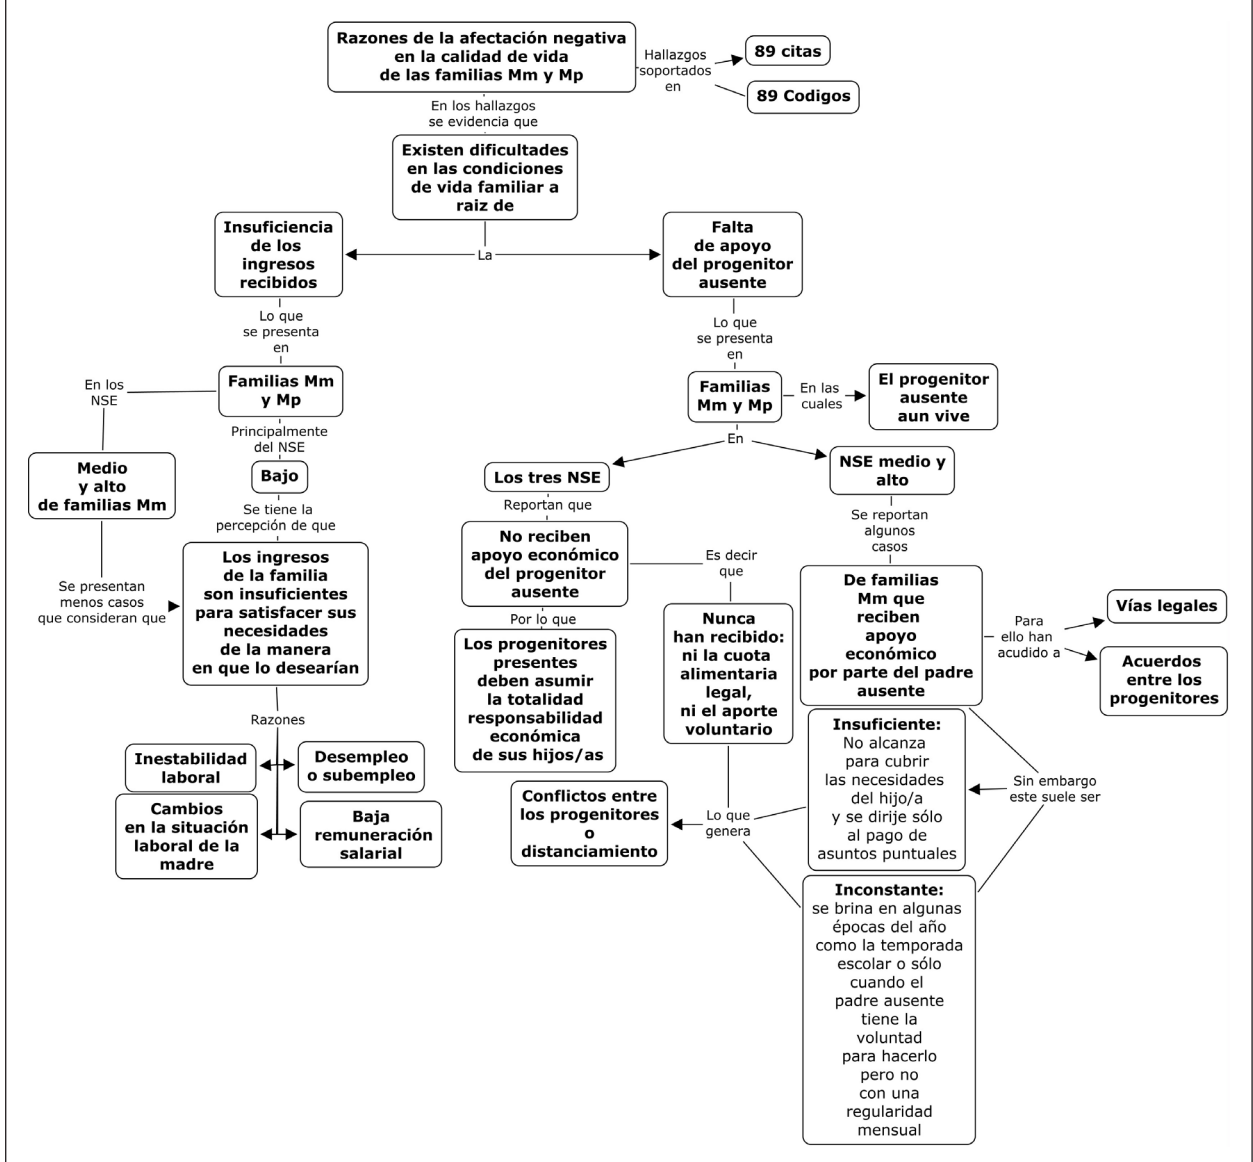 Razones de la afectación negativa
en la calidad de vida
de las familias Mm y Mp
Hallazgos
soportados
en
89 citas
89 Codigos
En los hallazgos
se evidencia que
Existen dificultades
en las condiciones
de vida familiar a
raiz de
La
Insuficiencia
de los
ingresos
recibidos
Lo que
se presenta
en
Familias Mm
y Mp
En los
NSE
Medio
y alto
de familias Mm
Se presentan
menos casos
que consideran que
Principalmente
del NSE
Bajo
Se tiene la
percepción de que
Los ingresos
de la familia
son insuficientes
para satisfacer sus
necesidades
de la manera
en que lo desearían
Razones
Inestabilidad
laboral
Desempleo
o subempleo
Cambios
en la situación
laboral de la
madre
Baja
remuneración
salarial
Falta
de apoyo
del progenitor
ausente
Lo que
se presenta
en
Familias
Mm y Mp
En las
cuales
El progenitor
ausente
aun vive
En
Los tres NSE
Reportan que
No reciben
apoyo económico
del progenitor
ausente
Por lo que
Los progenitores
presentes
deben asumir
la totalidad
responsabilidad
económica
de sus hijos/as
Es decir
que
Nunca
han recibido:
ni la cuota
alimentaria
legal,
ni el aporte
voluntario
Lo que
genera
Conflictos entre
los progenitores
o
distanciamiento
NSE medio y
alto
Se reportan
algunos
casos
De familias
Mm que
reciben
apoyo
económico
por parte del padre
ausente
Para
ello han
acudido a
Vías legales
Acuerdos
entre los
progenitores
Sin embargo
este suele ser
Insuficiente:
No alcanza
para cubrir
las necesidades
del hijo/a
y se dirije sólo
al pago de
asuntos puntuales
Inconstante:
se brina en algunas
épocas del año
como la temporada
escolar o sólo
cuando el
padre ausente
tiene la
voluntad
para hacerlo
pero no
con una
regularidad
mensual